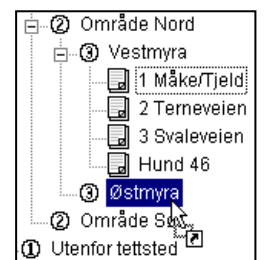 ② Område Nord
③ Vestmyra
1 Måke/Tjeld
2 Terneveien
3 Svaleveien
Hund 46
③ Østmyra
② Område
① Utenfor tettsted